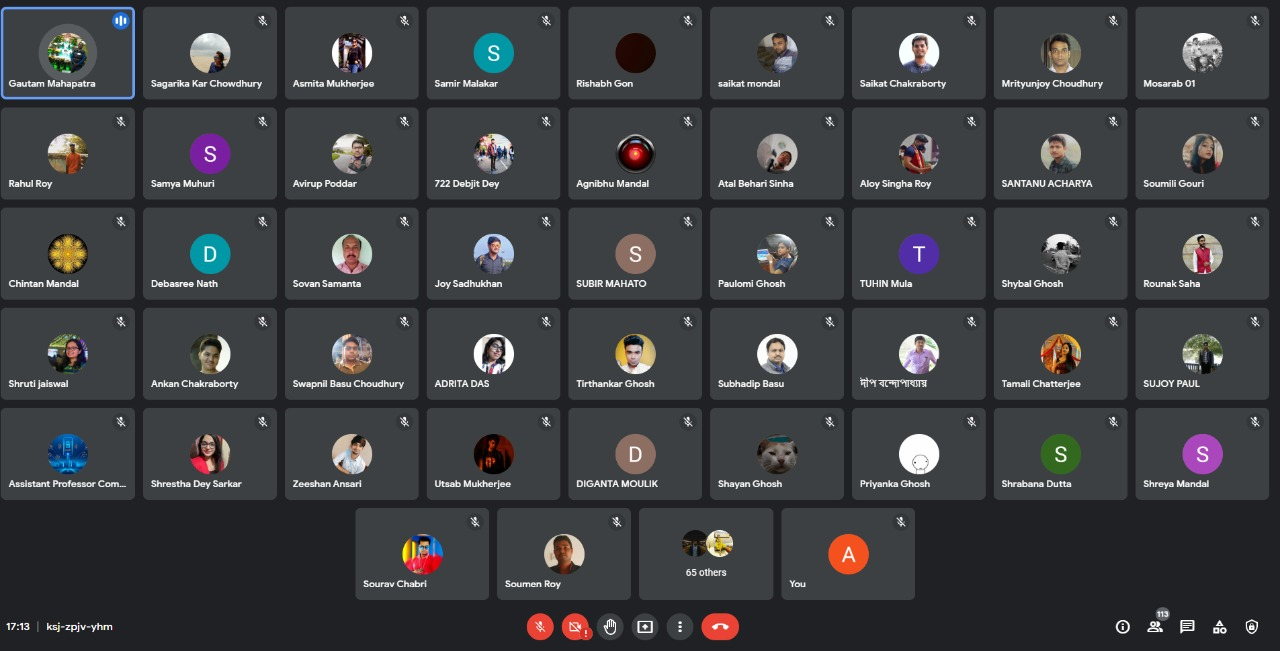 Gautam Mahapatra
Sagarika Kar Chowdhury
Asmita Mukherjee
S
Samir Malakar
Rishabh Gon
saikat mondal
Saikat Chakraborty
Mrityunjoy Choudhury
Mosarab 01
Rahul Roy
S
Samya Muhuri
Avirup Poddar
722 Debjit Dey
Agnibhu Mandal
Atal Behari Sinha
Aloy Singha Roy
SANTANU ACHARYA
Soumili Gouri
Chintan Mandal
D
Debasree Nath
Sovan Samanta
Joy Sadhukhan
S
SUBIR MAHATO
Paulomi Ghosh
T
TUHIN Mula
Shybal Ghosh
Rounak Saha
Shruti jaiswal
Ankan Chakraborty
Swapnil Basu Choudhury
ADRITA DAS
Tirthankar Ghosh
Subhadip Basu
দীপ বন্দ্যোপাধ্যায়
Tamali Chatterjee
SUJOY PAUL
Assistant Professor Com...
Shrestha Dey Sarkar
Zeeshan Ansari
Utsab Mukherjee
D
DIGANTA MOULIK
Shayan Ghosh
Priyanka Ghosh
S
Shrabana Dutta
S
Shreya Mandal
Sourav Chabri
Soumen Roy
65 others
A
You
17:13 | ksj-zpjv-yhm
113